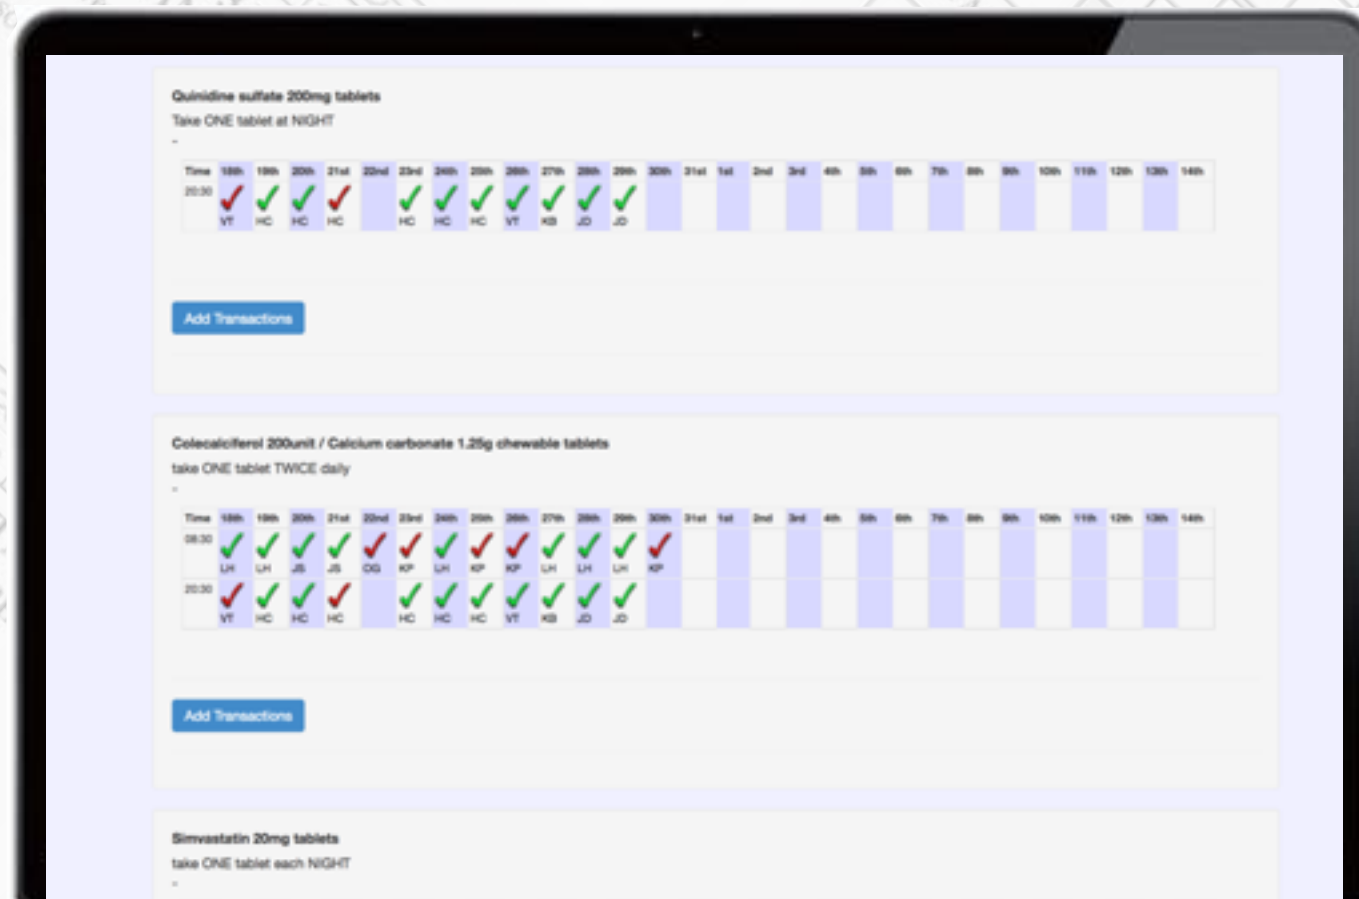 Quinidine sulfate 200mg tablets
Take ONE tablet at NIGHT
-
Time 18th 19th 20th 21st 22nd 23rd 24th 25th 26th 27th 28th 29th 30th 31st 1st 2nd 3rd 4th 5th 6th 7th 8th 9th 10th 11th 12th 13th 14th
20:30
VT HC HC HC HC HC HC VT KB JD JD
Add Transactions
Colecalciferol 200unit / Calcium carbonate 1.25g chewable tablets
take ONE tablet TWICE daily
-
Time 18th 19th 20th 21st 22nd 23rd 24th 25th 26th 27th 28th 29th 30th 31st 1st 2nd 3rd 4th 5th 6th 7th 8th 9th 10th 11th 12th 13th 14th
08:30
LH LH JS JS OG KP LH KP KP LH LH LH KP
20:30
VT HC HC HC HC HC HC VT KB JD JD
Add Transactions
Simvastatin 20mg tablets
take ONE tablet each NIGHT
-